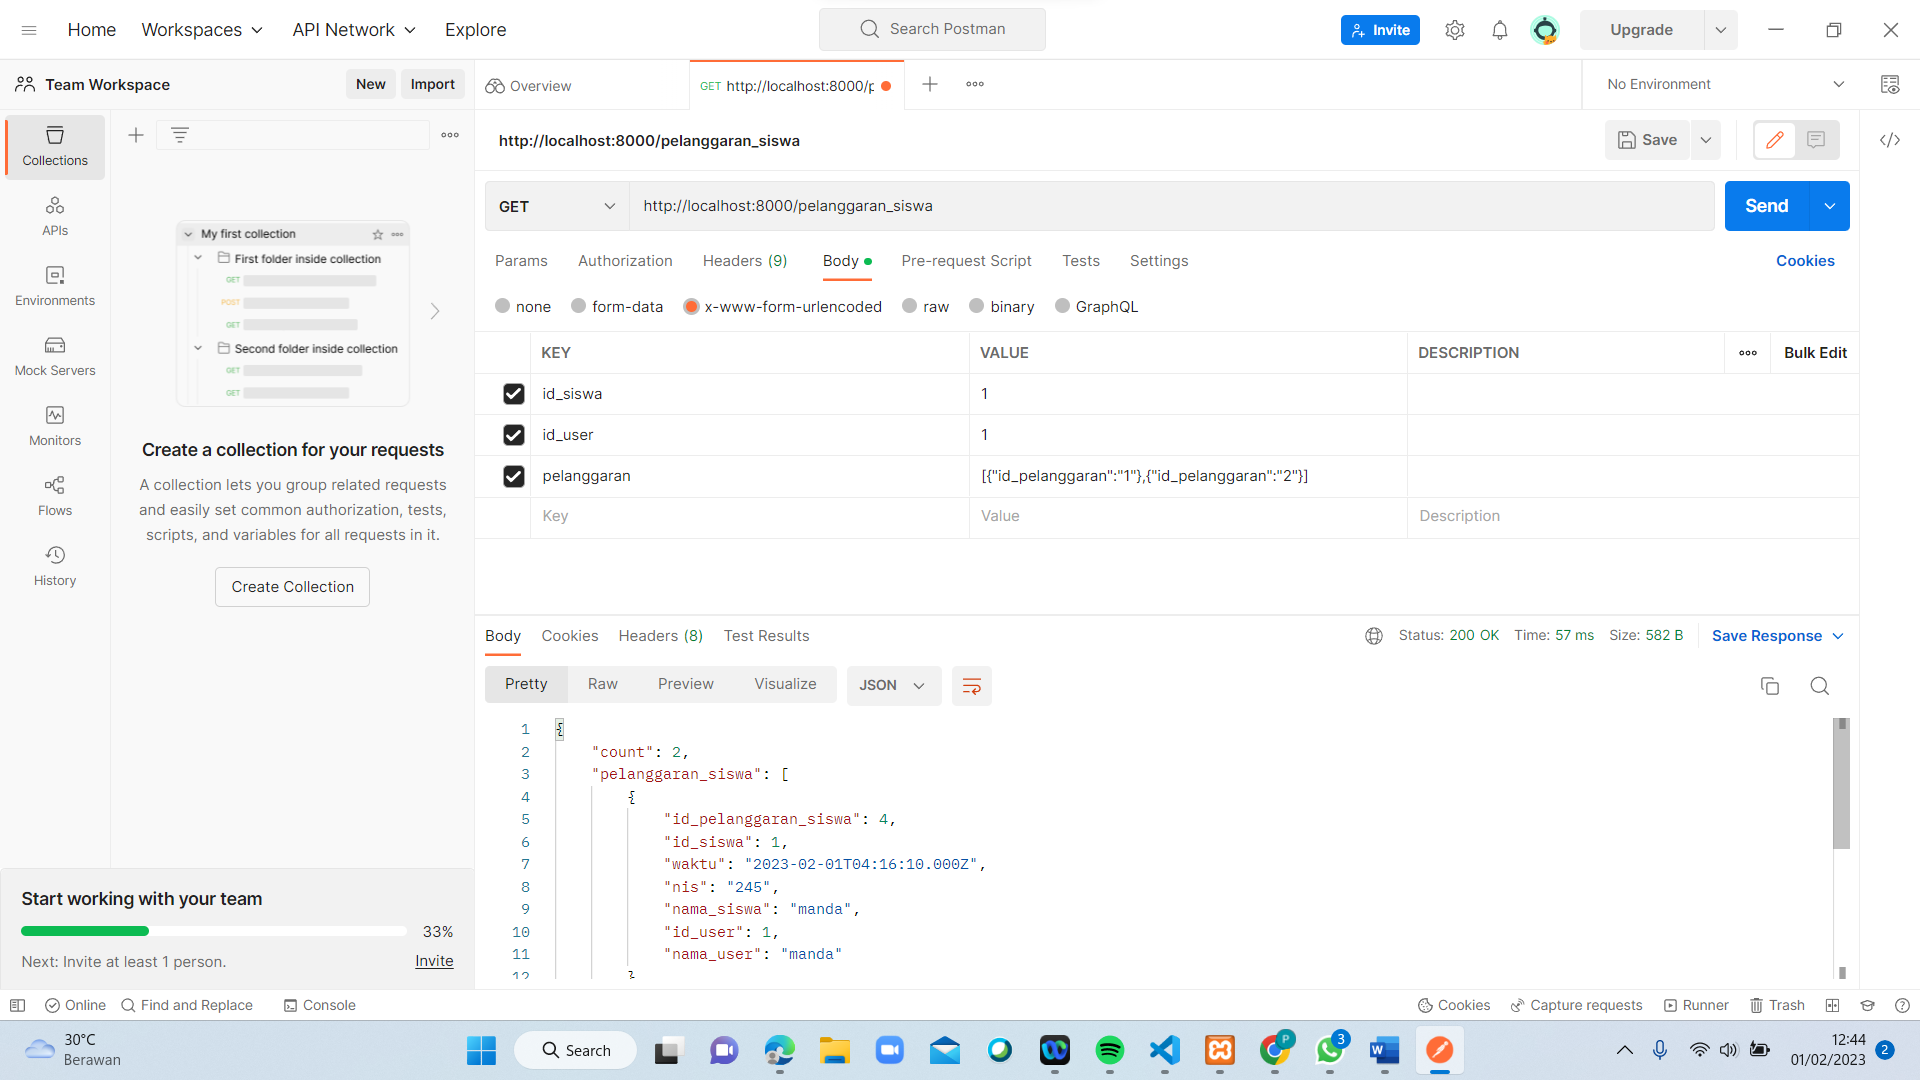 Home Workspaces API Network Explore Search Postman Invite Upgrade
Team Workspace New Import Overview GET http://localhost:8000/p No Environment
Collections
APIs
Environments
Mock Servers
Monitors
Flows
History
My first collection
First folder inside collection
GET
POST
GET
Second folder inside collection
GET
GET
Create a collection for your requests
A collection lets you group related requests
and easily set common authorization, tests,
scripts, and variables for all requests in it.
Create Collection
Start working with your team
33%
Next: Invite at least 1 person. Invite
http://localhost:8000/pelanggaran_siswa Save
GET http://localhost:8000/pelanggaran_siswa Send
Params Authorization Headers (9) Body Pre-request Script Tests Settings Cookies
none form-data x-www-form-urlencoded raw binary GraphQL
KEY VALUE DESCRIPTION Bulk Edit
id_siswa 1
id_user 1
pelanggaran [{"id_pelanggaran":"1"},{"id_pelanggaran":"2"}]
Key Value Description
Body Cookies Headers (8) Test Results Status: 200 OK Time: 57 ms Size: 582 B Save Response
Pretty Raw Preview Visualize JSON
1 {
2 "count": 2,
3 "pelanggaran_siswa": [
4 {
5 "id_pelanggaran_siswa": 4,
6 "id_siswa": 1,
7 "waktu": "2023-02-01T04:16:10.000Z",
8 "nis": "245",
9 "nama_siswa": "manda",
10 "id_user": 1,
11 "nama_user": "manda"
12 }
Online Find and Replace Console Cookies Capture requests Runner Trash
30°C
Berawan
Search
P
3
12:44
01/02/2023
2